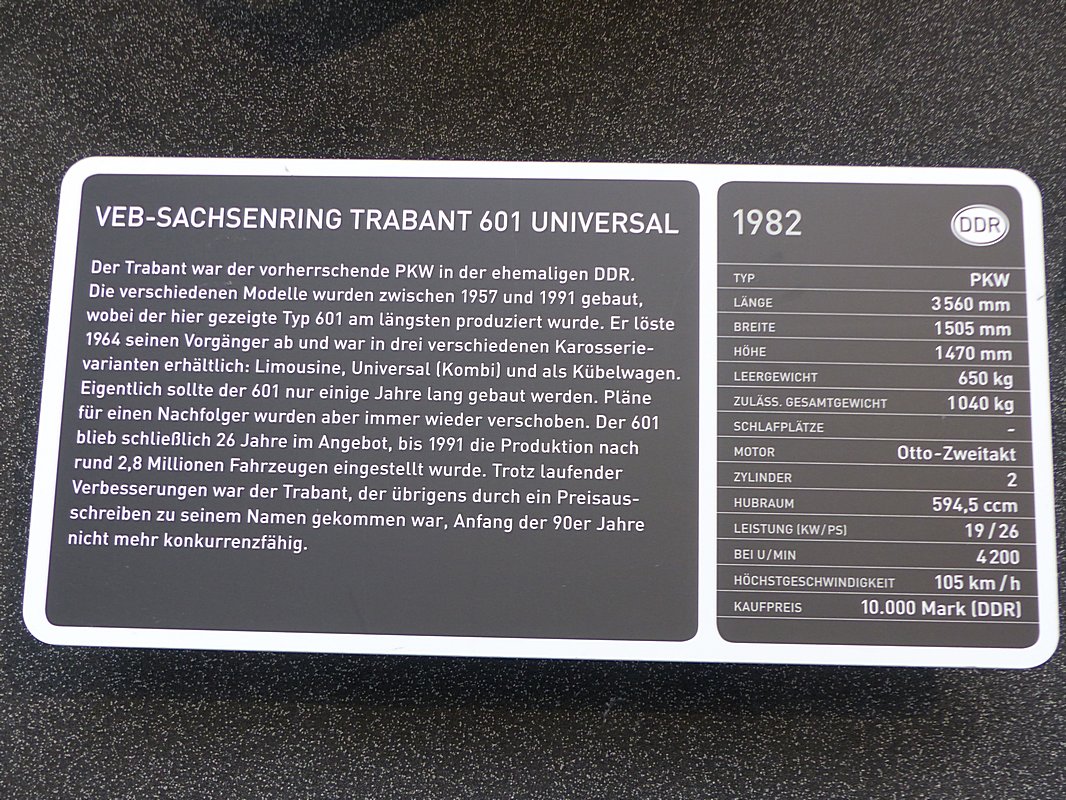 VEB-SACHSENRING TRABANT 601 UNIVERSAL
Der Trabant war der vorherrschende PKW in der ehemaligen DDR.
Die verschiedenen Modelle wurden zwischen 1957 und 1991 gebaut,
wobei der hier gezeigte Typ 601 am längsten produziert wurde. Er löste
1964 seinen Vorgänger ab und war in drei verschiedenen Karosserie-
varianten erhältlich: Limousine, Universal (Kombi) und als Kübelwagen.
Eigentlich sollte der 601 nur einige Jahre lang gebaut werden. Pläne
für einen Nachfolger wurden aber immer wieder verschoben. Der 601
blieb schließlich 26 Jahre im Angebot, bis 1991 die Produktion nach
rund 2,8 Millionen Fahrzeugen eingestellt wurde. Trotz laufender
Verbesserungen war der Trabant, der übrigens durch ein Preisaus-
schreiben zu seinem Namen gekommen war, Anfang der 90er Jahre
nicht mehr konkurrenzfähig.
1982 DDR
TYP PKW
LÄNGE 3560 mm
BREITE 1505 mm
HÖHE 1470 mm
LEERGEWICHT 650 kg
ZULÄSS. GESAMTGEWICHT 1040 kg
SCHLAFPLÄTZE -
MOTOR Otto-Zweitakt
ZYLINDER 2
HUBRAUM 594,5 ccm
LEISTUNG (KW/PS) 19/26
BEI U/MIN 4200
HÖCHSTGESCHWINDIGKEIT 105 km/h
KAUFPREIS 10.000 Mark (DDR)